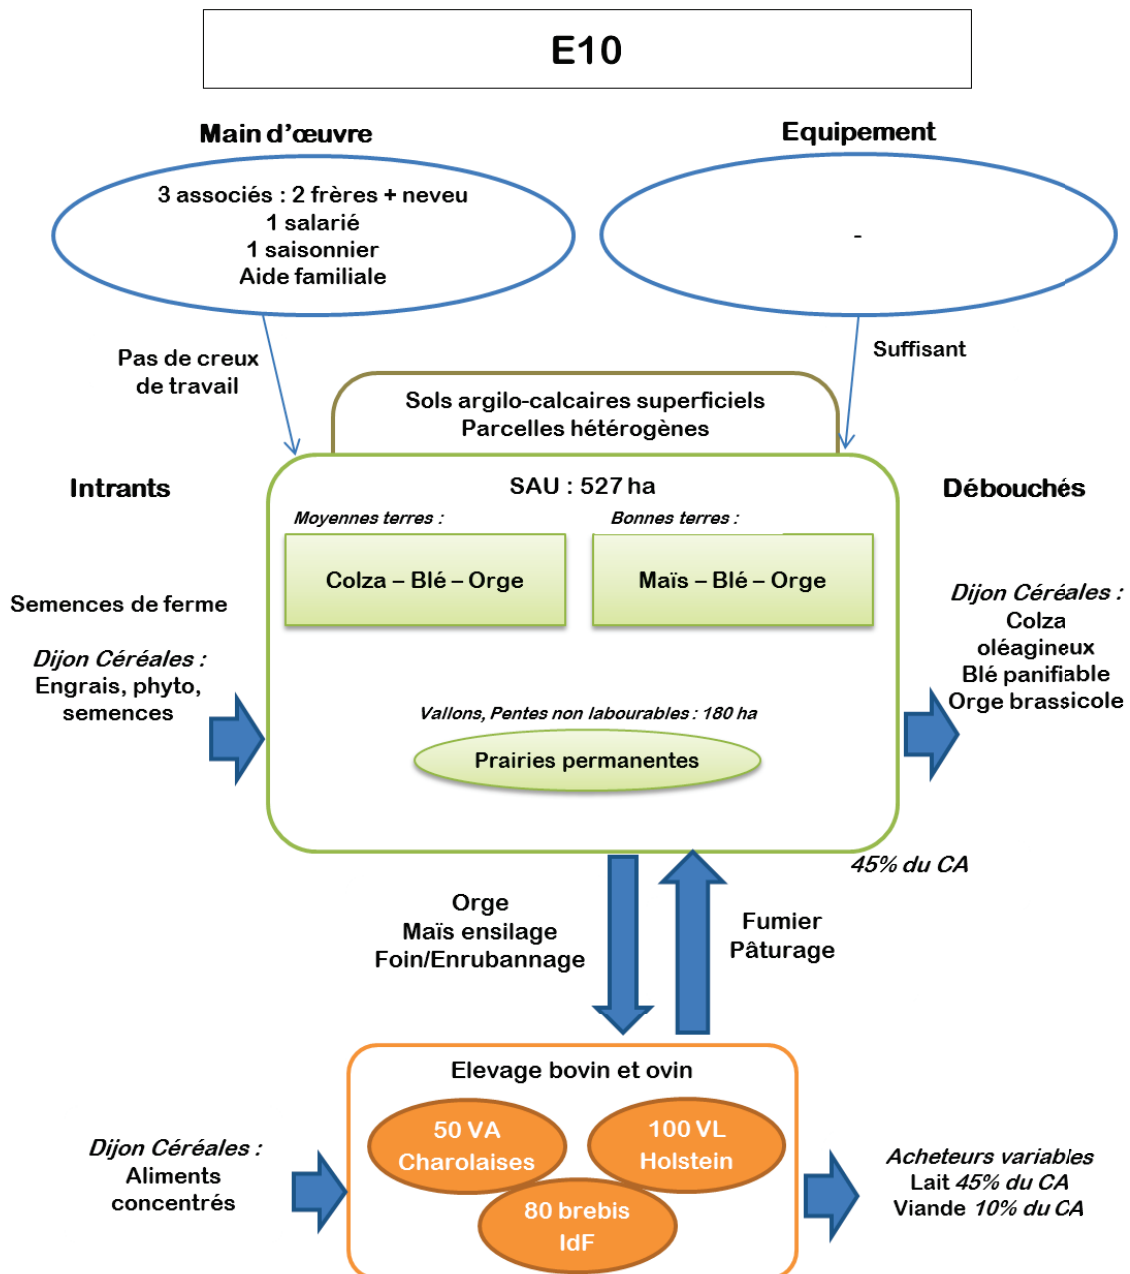 E10
Main d'œuvre
Equipement
3 associés : 2 frères + neveu
1 salarié
1 saisonnier
Aide familiale
-
Pas de creux
de travail
Suffisant
Sols argilo-calcaires superficiels
Parcelles hétérogènes
Intrants
SAU : 527 ha
Débouchés
Moyennes terres :
Bonnes terres :
Colza – Blé – Orge
Maïs – Blé – Orge
Semences de ferme
Dijon Céréales :
Engrais, phyto,
semences
Dijon Céréales :
Colza
oléagineux
Blé panifiable
Orge brassicole
Vallons, Pentes non labourables : 180 ha
Prairies permanentes
45% du CA
Orge
Maïs ensilage
Foin/Enrubannage
Fumier
Pâturage
Elevage bovin et ovin
50 VA
Charolaises
100 VL
Holstein
80 brebis
IdF
Dijon Céréales :
Aliments
concentrés
Acheteurs variables
Lait 45% du CA
Viande 10% du CA